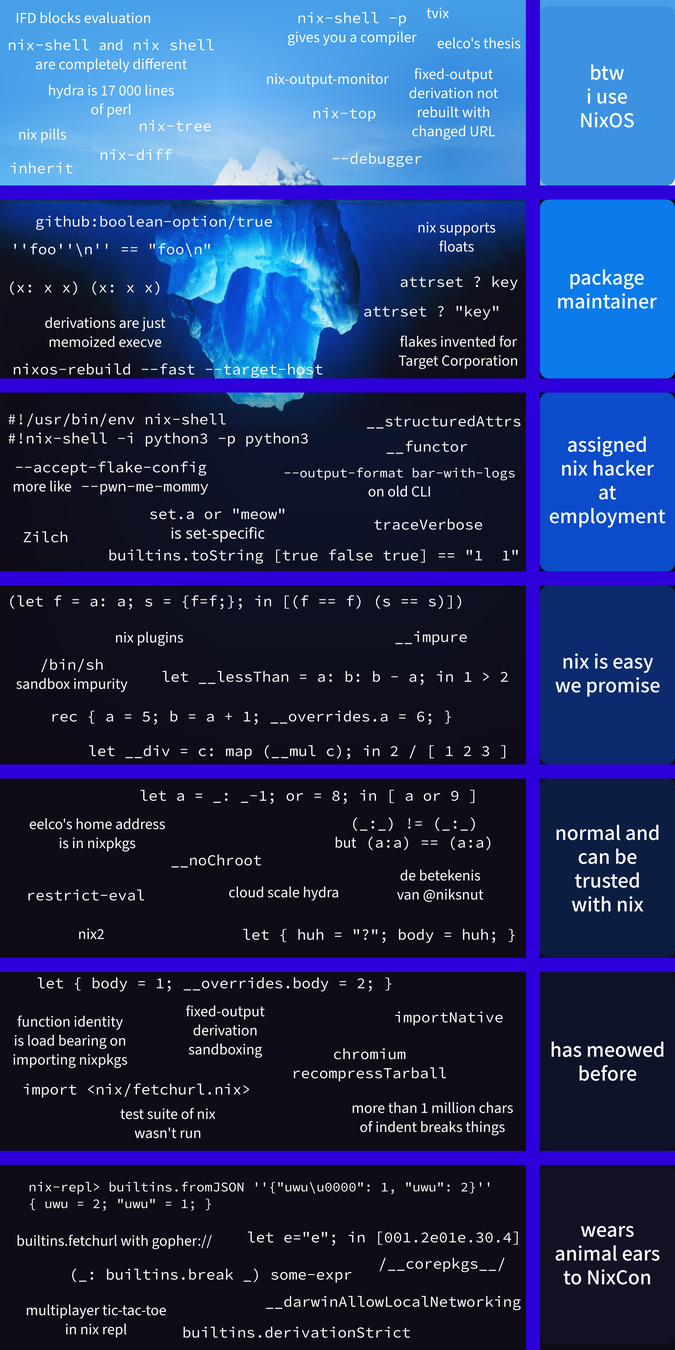 IFD blocks evaluation
nix-shell -p
gives you a compiler
tvix
nix-shell and nix shell
are completely different
eelco's thesis
hydra is 17 000 lines
of perl
nix-output-monitor
fixed-output
derivation not
rebuilt with
changed URL
nix-top
nix pills
nix-tree
nix-diff
--debugger
inherit
btw
i use
NixOS
github:boolean-option/true
nix supports
floats
''foo''\n'' == "foo\n"
(x: x x) (x: x x)
attrset ? key
attrset ? "key"
derivations are just
memoized execve
flakes invented for
Target Corporation
nixos-rebuild --fast --target-host
package
maintainer
#!/usr/bin/env nix-shell
#!nix-shell -i python3 -p python3
__structuredAttrs
__functor
--accept-flake-config
more like --pwn-me-mommy
--output-format bar-with-logs
on old CLI
set.a or "meow"
is set-specific
traceVerbose
Zilch
builtins.toString [true false true] == "1  1"
assigned
nix hacker
at
employment
(let f = a: a; s = {f=f;}; in [(f == f) (s == s)])
nix plugins
__impure
/bin/sh
sandbox impurity
let __lessThan = a: b: b - a; in 1 > 2
rec { a = 5; b = a + 1; __overrides.a = 6; }
let __div = c: map (__mul c); in 2 / [ 1 2 3 ]
nix is easy
we promise
let a = _: _-1; or = 8; in [ a or 9 ]
eelco's home address
is in nixpkgs
(_:_) != (_:_)
but (a:a) == (a:a)
__noChroot
de betekenis
van @niksnut
restrict-eval
cloud scale hydra
nix2
let { huh = "?"; body = huh; }
normal and
can be
trusted
with nix
let { body = 1; __overrides.body = 2; }
function identity
is load bearing on
importing nixpkgs
fixed-output
derivation
sandboxing
importNative
chromium
recompressTarball
import <nix/fetchurl.nix>
test suite of nix
wasn't run
more than 1 million chars
of indent breaks things
has meowed
before
nix-repl> builtins.fromJSON ''{"uwu\u0000": 1, "uwu": 2}''
{ uwu = 2; "uwu" = 1; }
builtins.fetchurl with gopher://
let e="e"; in [001.2e01e.30.4]
/__corepkgs__/
(_: builtins.break _) some-expr
__darwinAllowLocalNetworking
multiplayer tic-tac-toe
in nix repl
builtins.derivationStrict
wears
animal ears
to NixCon